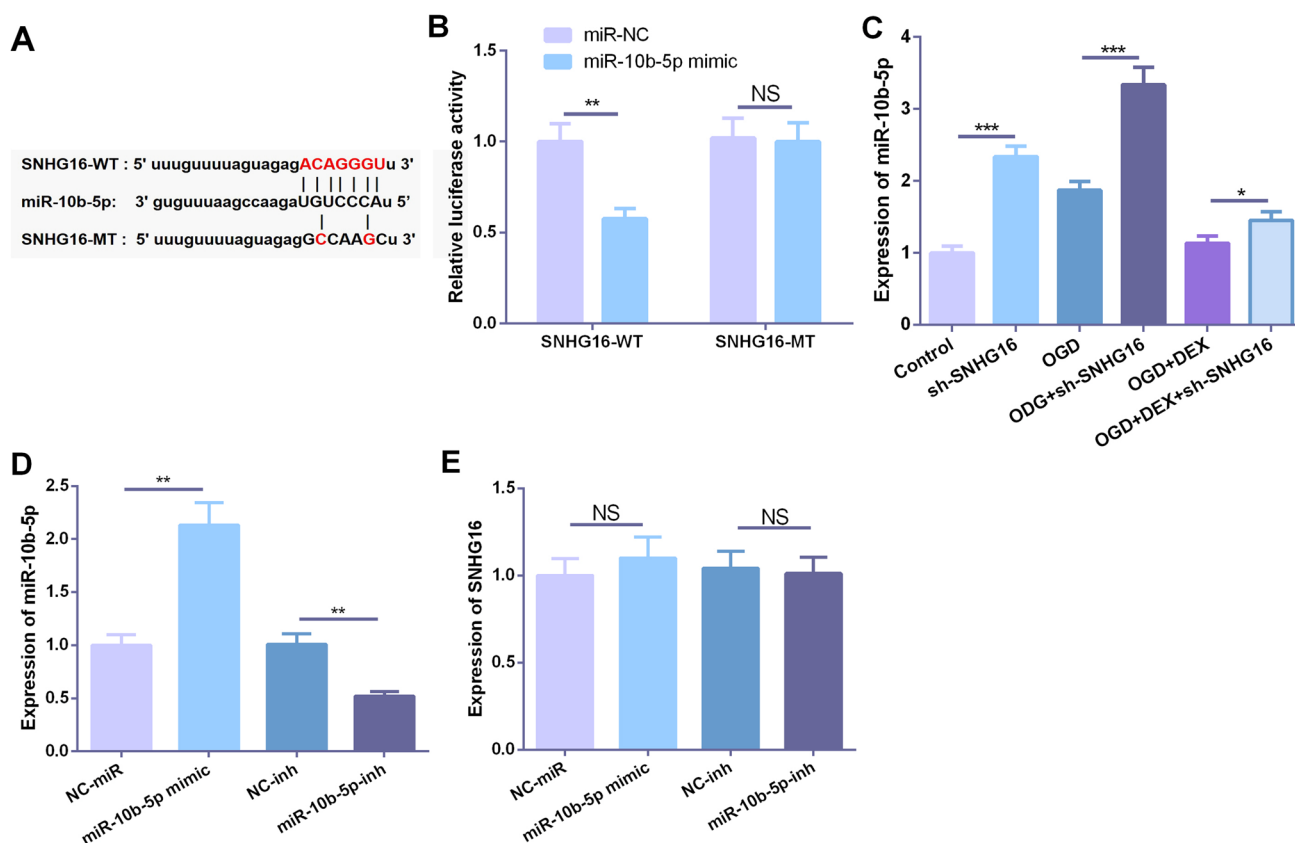 A
SNHG16-WT : 5' uuuguuuuaguagagACAGGGUu 3'
miR-10b-5p: 3' guguuuaagccaagaUGUCCCAu 5'
SNHG16-MT : 5' uuuguuuuaguagagGCCAAGCu 3'
B
miR-NC
miR-10b-5p mimic
Relative luciferase activity
1.5
1.0
0.5
0.0
**
NS
SNHG16-WT
SNHG16-MT
C
Expression of miR-10b-5p
4
3
2
1
0
***
***
*
Control
sh-SNHG16
OGD
ODG+sh-SNHG16
OGD+DEX
OGD+DEX+sh-SNHG16
D
Expression of miR-10b-5p
2.5
2.0
1.5
1.0
0.5
0.0
**
**
NC-miR
miR-10b-5p mimic
NC-inh
miR-10b-5p-inh
E
Expression of SNHG16
1.5
1.0
0.5
0.0
NS
NS
NC-miR
miR-10b-5p mimic
NC-inh
miR-10b-5p-inh